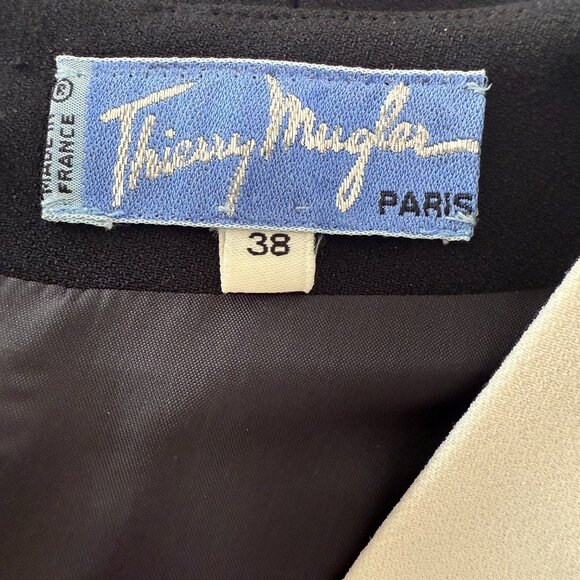 MADE IN
FRANCE ®
Thierry Mugler
PARIS
38